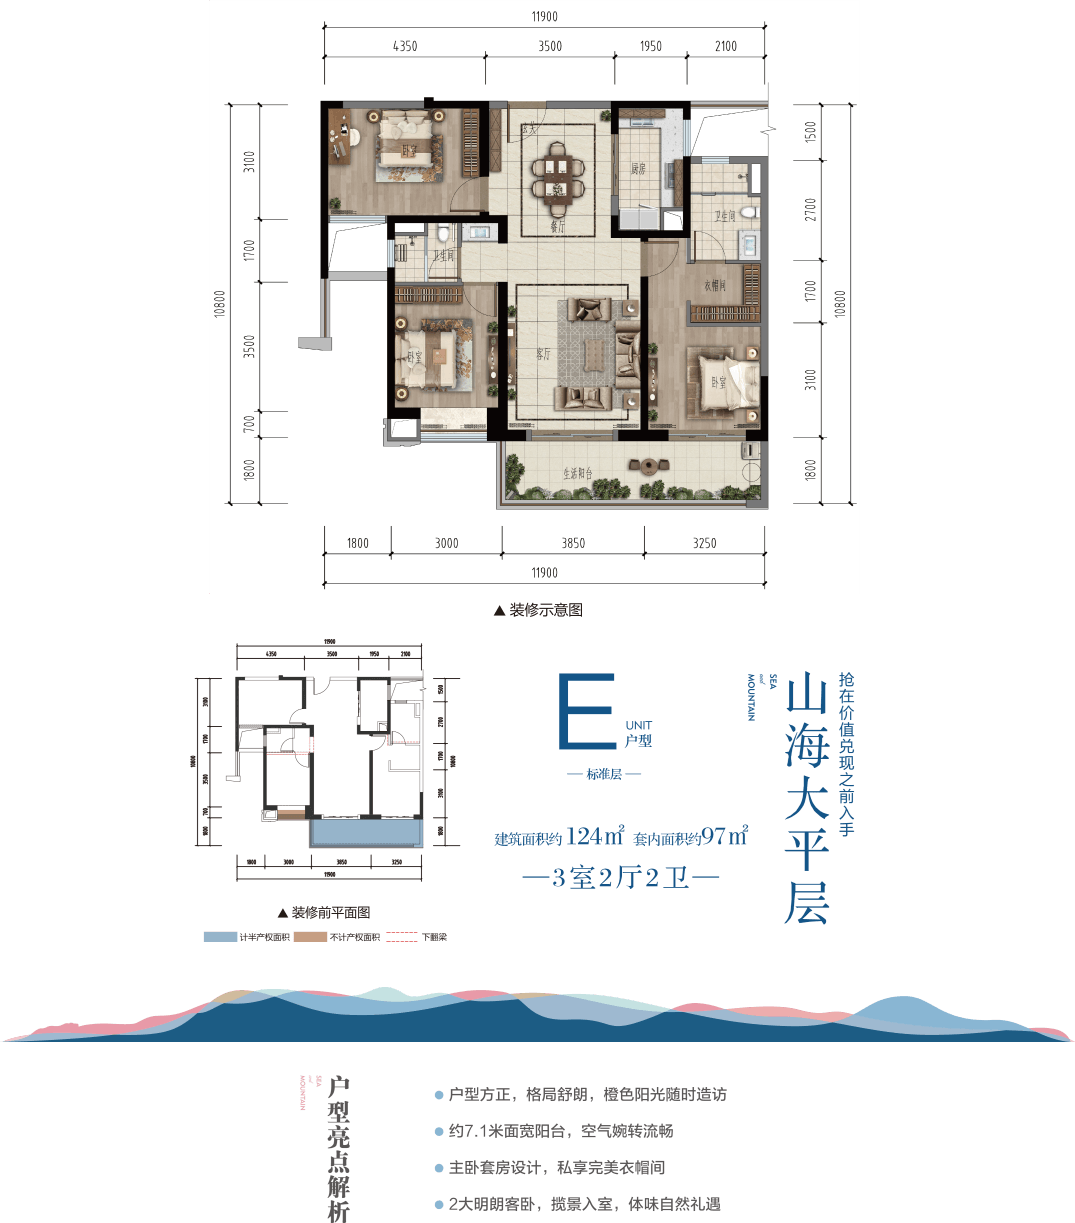 11900
4350 3500 1950 2100
3100
1700
3500
700
1800
10800
1500
2700
1700
3100
1800
10800
卧室
玄关
餐厅
厨房
卫生间
卫生间
衣帽间
卧室
客厅
卧室
生活阳台
1800 3000 3850 3250
11900
▲装修示意图
11900
4350 3500 1950 2100
3100
1700
3500
700
1800
10800
1500
2700
1700
3100
1800
10800
1800 3000 3850 3250
11900
▲装修前平面图
计半产权面积 不计产权面积 下翻梁
E
UNIT
户型
标准层
建筑面积约124㎡ 套内面积约97㎡
—3室2厅2卫—
抢在价值兑现之前入手
山海大平层
SEA
and
MOUNTAIN
户型亮点解析
SEA
and
MOUNTAIN
户型方正，格局舒朗，橙色阳光随时造访
约7.1米面宽阳台，空气婉转流畅
主卧套房设计，私享完美衣帽间
2大明朗客卧，揽景入室，体味自然礼遇